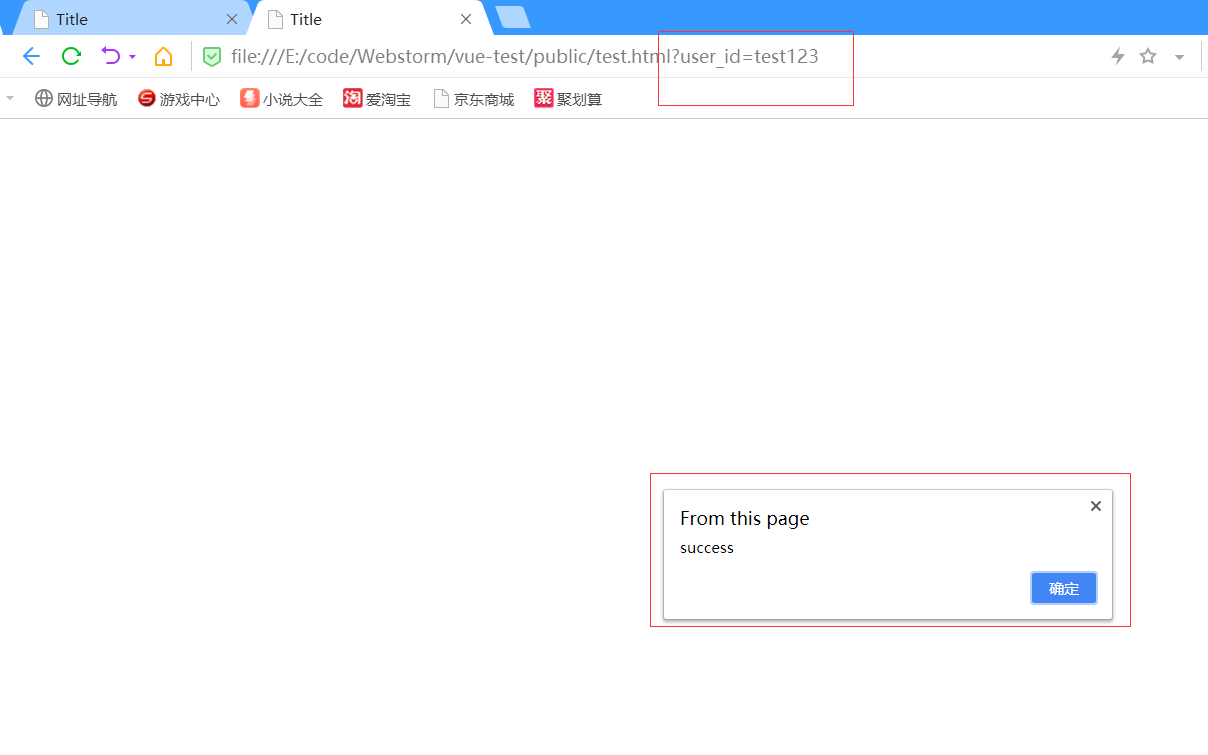 Title Title
file:///E:/code/Webstorm/vue-test/public/test.html?user_id=test123
网址导航 S 游戏中心 小说大全 淘 爱淘宝 京东商城 聚 聚划算
From this page
success
确定